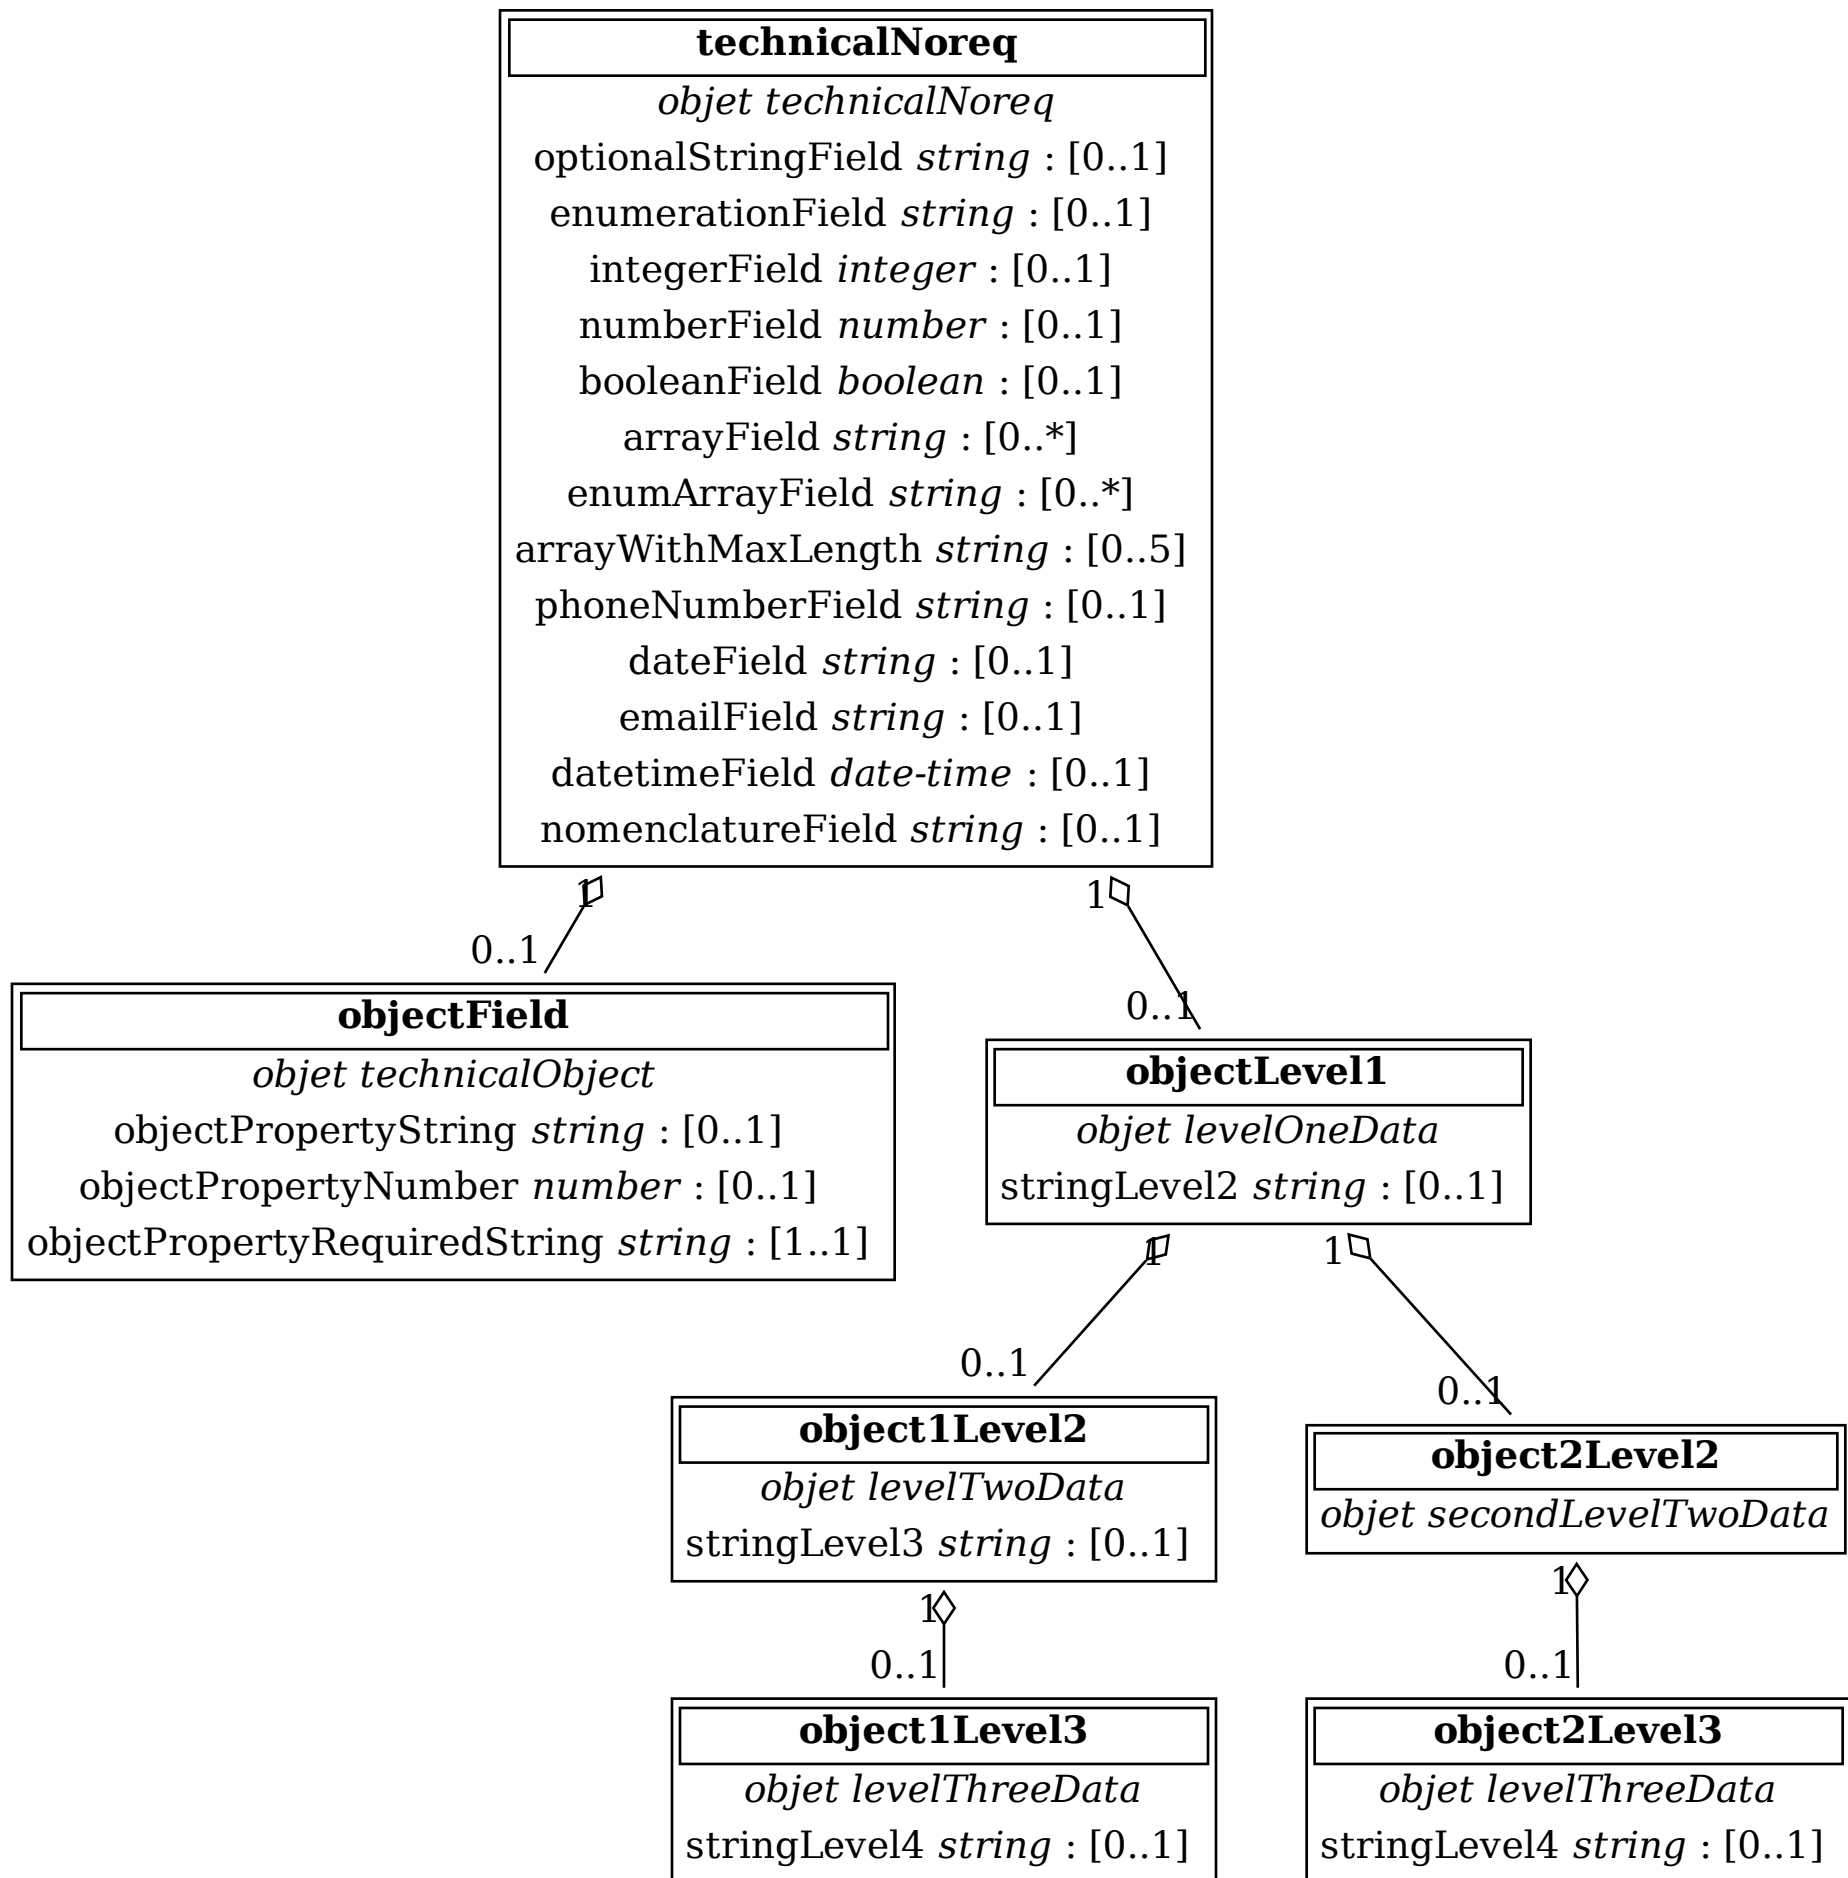 technicalNoreq
objet technicalNoreq
optionalStringField string : [0..1]
enumerationField string : [0..1]
integerField integer : [0..1]
numberField number : [0..1]
booleanField boolean : [0..1]
arrayField string : [0..*]
enumArrayField string : [0..*]
arrayWithMaxLength string : [0..5]
phoneNumberField string : [0..1]
dateField string : [0..1]
emailField string : [0..1]
datetimeField date-time : [0..1]
nomenclatureField string : [0..1]
1
1
0..1
0..1
objectField
objet technicalObject
objectPropertyString string : [0..1]
objectPropertyNumber number : [0..1]
objectPropertyRequiredString string : [1..1]
objectLevel1
objet levelOneData
stringLevel2 string : [0..1]
1
1
0..1
0..1
object1Level2
objet levelTwoData
stringLevel3 string : [0..1]
object2Level2
objet secondLevelTwoData
1
1
0..1
0..1
object1Level3
objet levelThreeData
stringLevel4 string : [0..1]
object2Level3
objet levelThreeData
stringLevel4 string : [0..1]